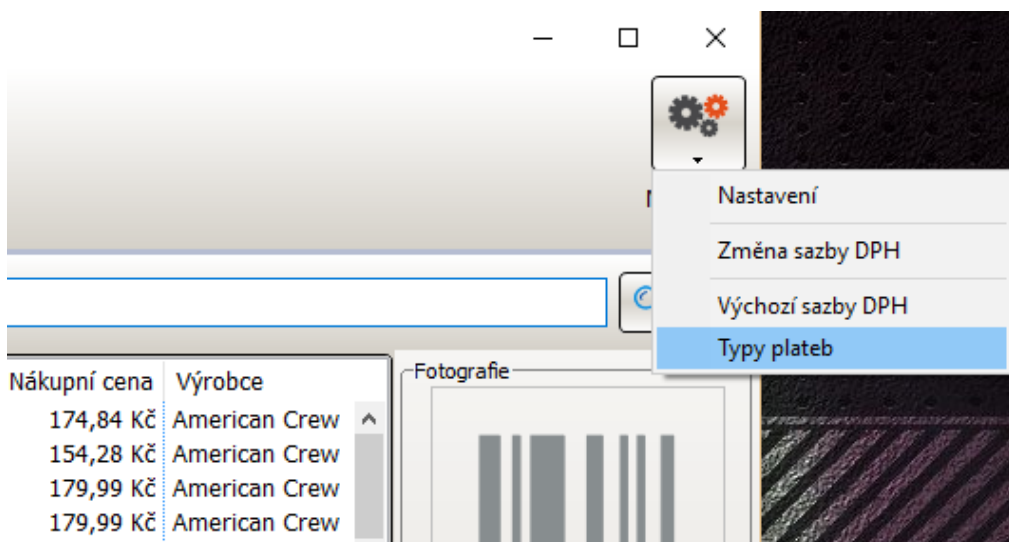 Nastavení
Změna sazby DPH
Výchozí sazby DPH
Typy plateb
Nákupní cena Výrobce
174,84 Kč American Crew
154,28 Kč American Crew
179,99 Kč American Crew
179,99 Kč American Crew
Fotografie